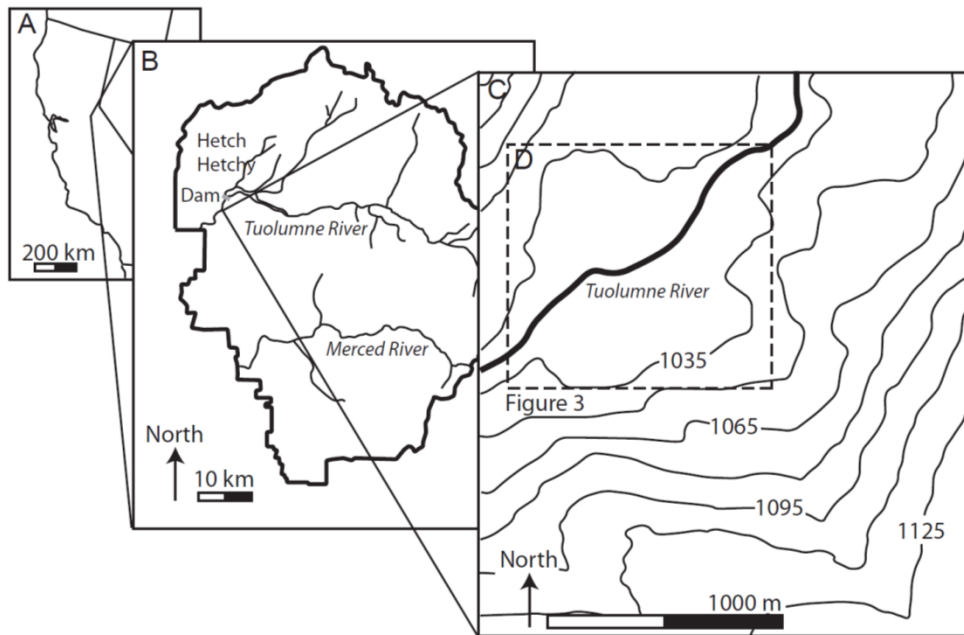 A
200 km
B
Hetch
Hetchy
Dam
Tuolumne River
Merced River
North
10 km
C
D
Tuolumne River
1035
Figure 3
1065
1095
1125
North
1000 m